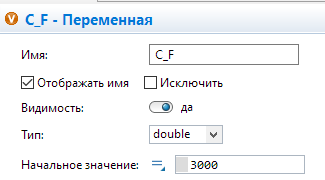 C_F - Переменная
Имя: C_F
Отображать имя Исключить
Видимость: да
Тип: double
Начальное значение: 3000